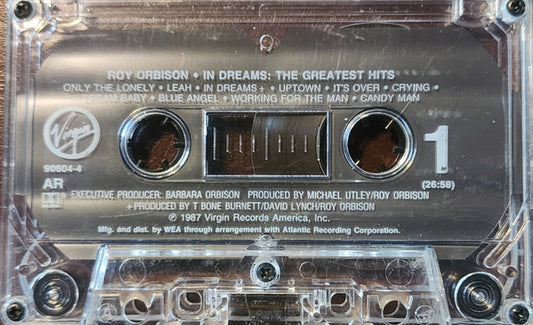 ROY ORBISON • IN DREAMS: THE GREATEST HITS
ONLY THE LONELY • LEAH • IN DREAMS + • UPTOWN • IT'S OVER • CRYING •
DREAM BABY • BLUE ANGEL • WORKING FOR THE MAN • CANDY MAN
Virgin
90604-4
1
AR
(26:58)
EXECUTIVE PRODUCER: BARBARA ORBISON PRODUCED BY MICHAEL UTLEY/ROY ORBISON
+PRODUCED BY T BONE BURNETT/DAVID LYNCH/ROY ORBISON
℗ 1987 Virgin Records America, Inc.
Mfg. and dist. by WEA through arrangement with Atlantic Recording Corporation.